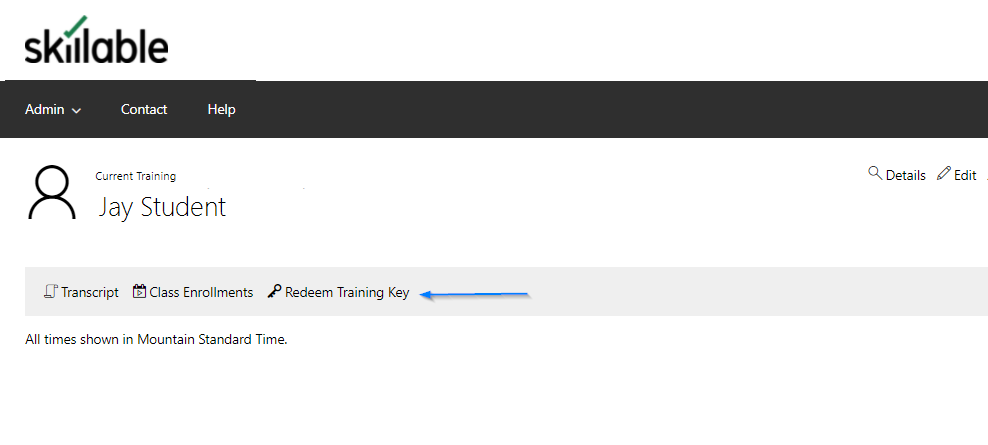 skillable
Admin Contact Help
Current Training
Jay Student
Details Edit
Transcript Class Enrollments Redeem Training Key
All times shown in Mountain Standard Time.